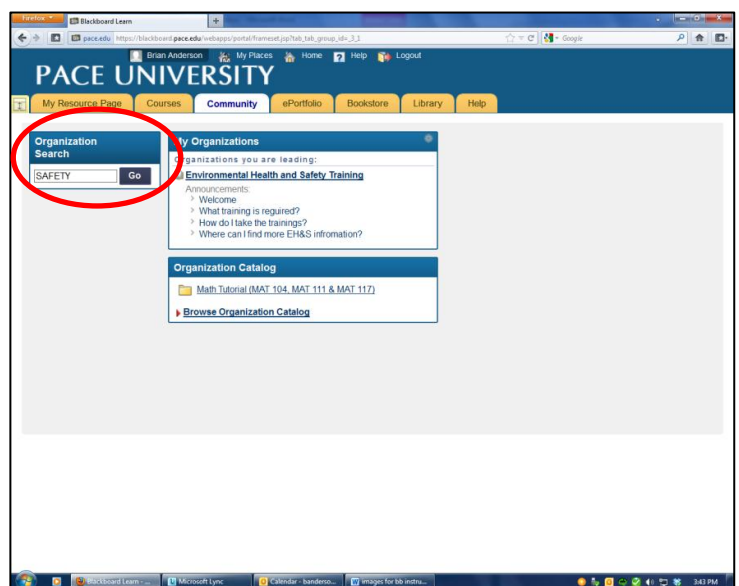 Firefox
Blackboard Learn
pace.edu https://blackboard.pace.edu/webapps/portal/frameset.jsp?tab_tab_group_id=_3_1
Google
Brian Anderson My Places Home Help Logout
PACE UNIVERSITY
My Resource Page Courses Community ePortfolio Bookstore Library Help
Organization
Search
SAFETY Go
My Organizations
Organizations you are leading:
Environmental Health and Safety Training
Announcements:
Welcome
What training is required?
How do I take the trainings?
Where can I find more EH&S infromation?
Organization Catalog
Math Tutorial (MAT 104, MAT 111 & MAT 117)
Browse Organization Catalog
Blackboard Learn - ... Microsoft Lync Calendar - banderso... images for bb instru... 3:43 PM